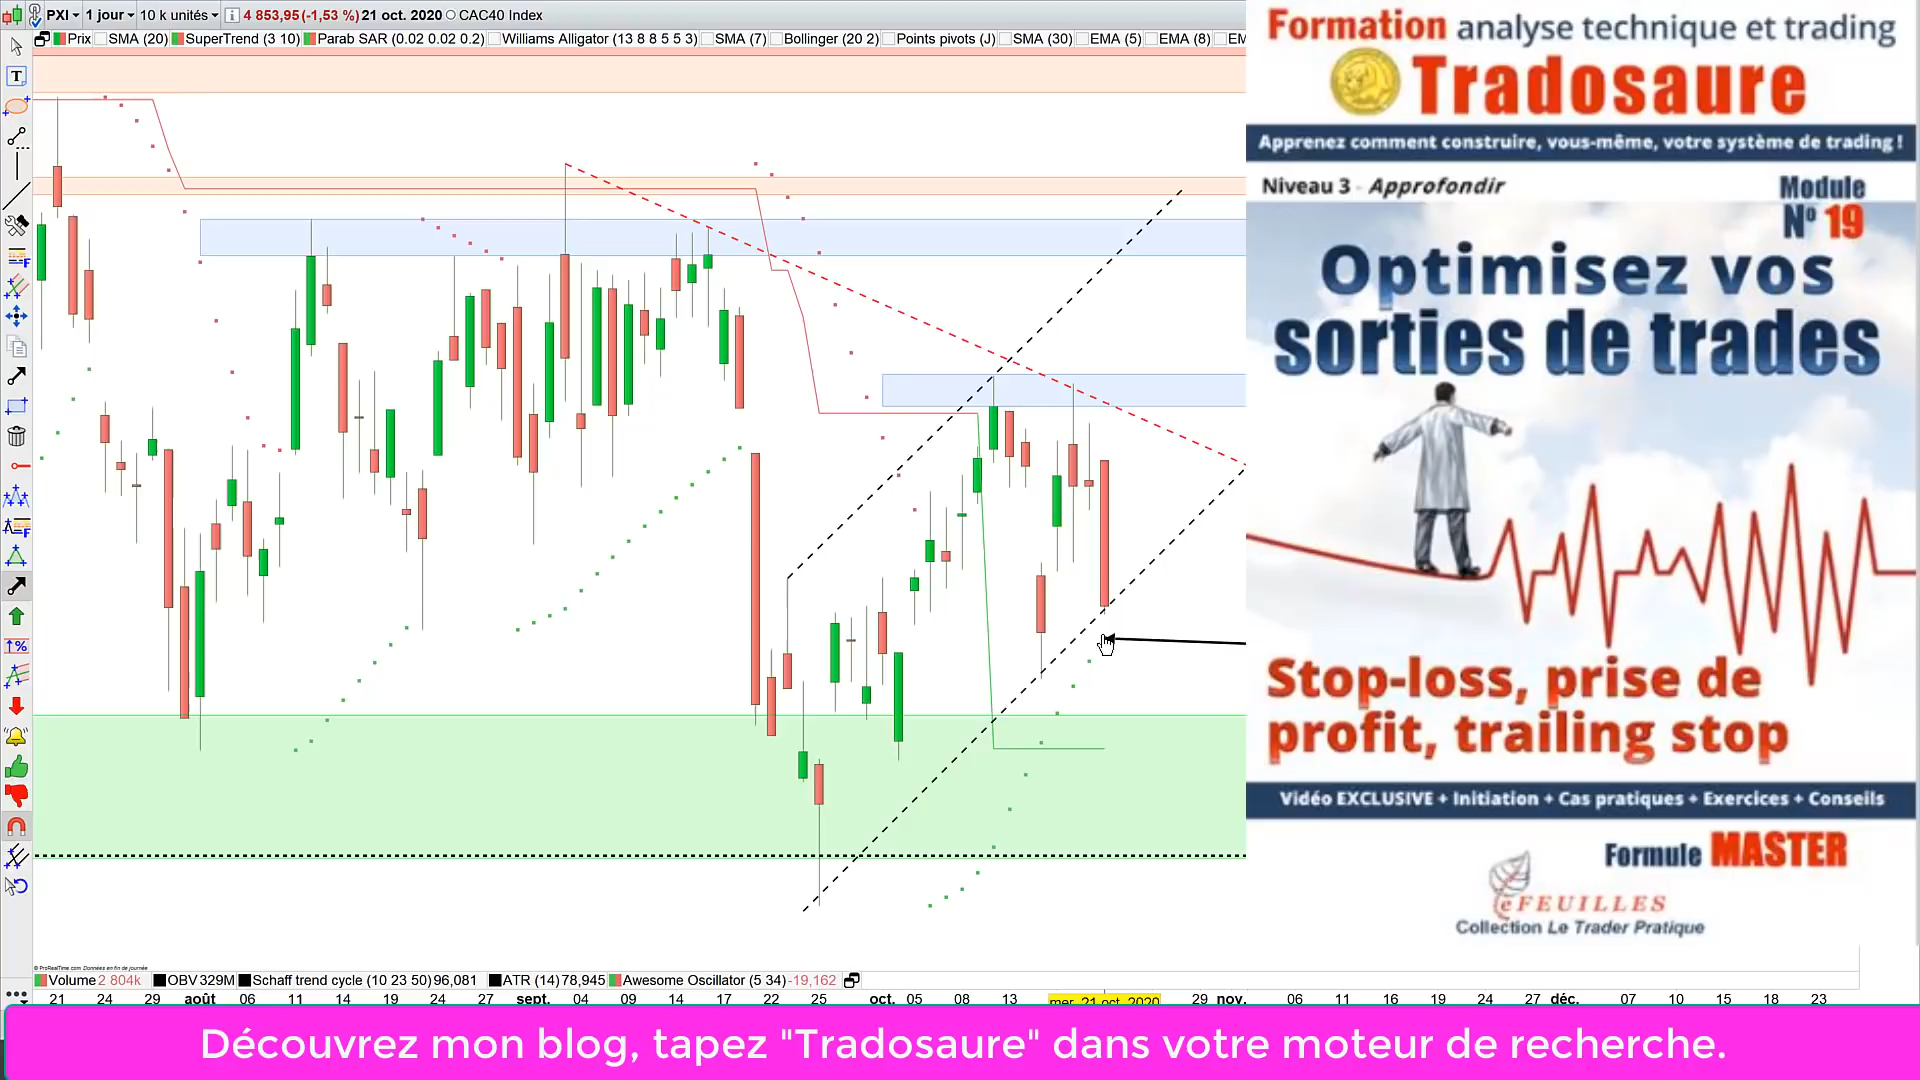 PXI 1 jour 10 k unités 4 853,95 (-1,53 %) 21 oct. 2020 CAC40 Index
Prix SMA (20) SuperTrend (3 10) Parab SAR (0.02 0.02 0.2) Williams Alligator (13 8 8 5 5 3) SMA (7) Bollinger (20 2) Points pivots (J) SMA (30) EMA (5) EMA (8) EM
Formation analyse technique et trading
Tradosaure
Apprenez comment construire, vous-même, votre système de trading !
Niveau 3 - Approfondir
Module
N° 19
Optimisez vos
sorties de trades
Stop-loss, prise de
profit, trailing stop
Vidéo EXCLUSIVE + Initiation + Cas pratiques + Exercices + Conseils
Formule MASTER
eFEUILLES
Collection Le Trader Pratique
© ProRealTime.com Données en fin de journée
Volume 2 804k OBV 329M Schaff trend cycle (10 23 50) 96,081 ATR (14) 78,945 Awesome Oscillator (5 34) -19,162
21 24 29 août 06 11 14 19 24 27 sept. 04 09 14 17 22 25 oct. 05 08 13 mer. 21 oct. 2020 29 nov. 06 11 16 19 24 27 déc. 07 10 15 18 23
Découvrez mon blog, tapez "Tradosaure" dans votre moteur de recherche.